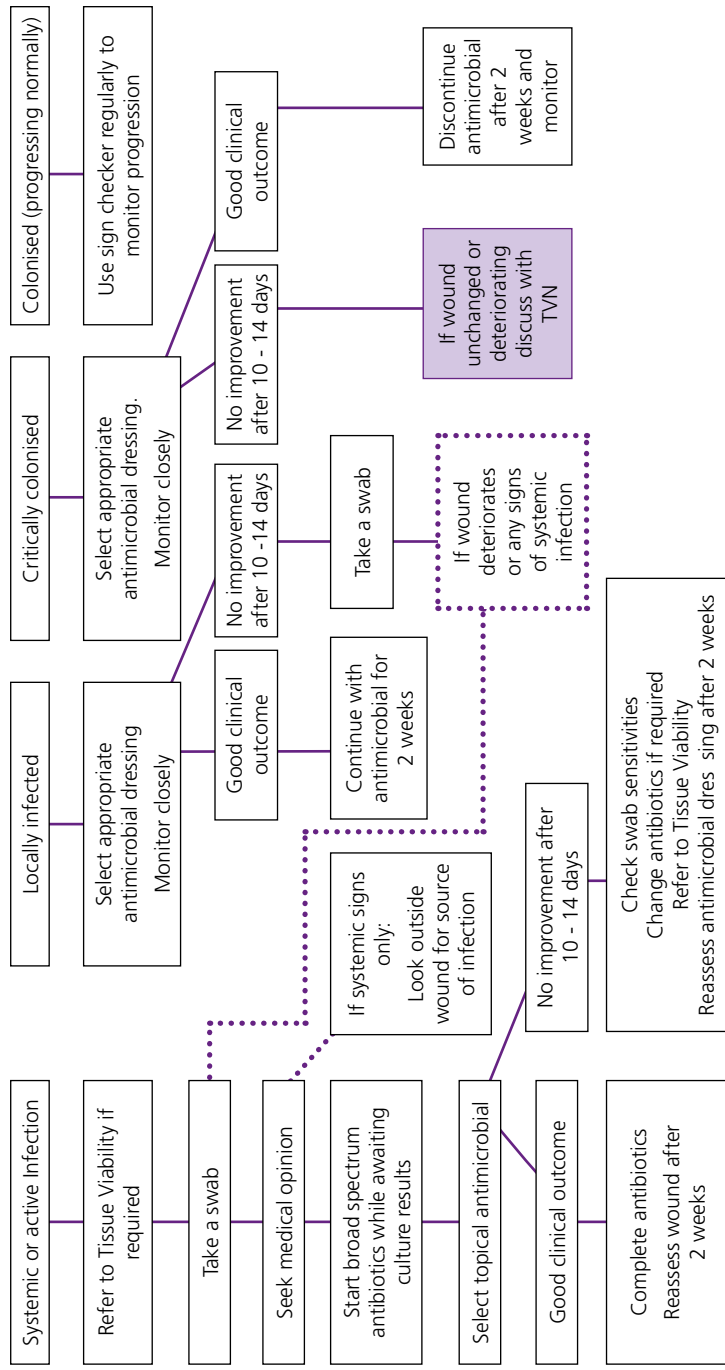 Systemic or active Infection
Refer to Tissue Viability if
required
Take a swab
Seek medical opinion
If systemic signs
only:
Look outside
wound for source
of infection
Start broad spectrum
antibiotics while awaiting
culture results
Select topical antimicrobial
Good clinical outcome
Complete antibiotics
Reassess wound after
2 weeks
No improvement after
10 - 14 days
Check swab sensitivities
Change antibiotics if required
Refer to Tissue Viability
Reassess antimicrobial dres sing after 2 weeks
Locally infected
Select appropriate
antimicrobial dressing
Monitor closely
Good clinical
outcome
Continue with
antimicrobial for
2 weeks
No improvement
after 10 -14 days
Take a swab
If wound
deteriorates
or any signs
of systemic
infection
Critically colonised
Select appropriate
antimicrobial dressing.
Monitor closely
No improvement
after 10 - 14 days
If wound
unchanged or
deteriorating
discuss with
TVN
Good clinical
outcome
Discontinue
antimicrobial
after 2
weeks and
monitor
Colonised (progressing normally)
Use sign checker regularly to
monitor progression